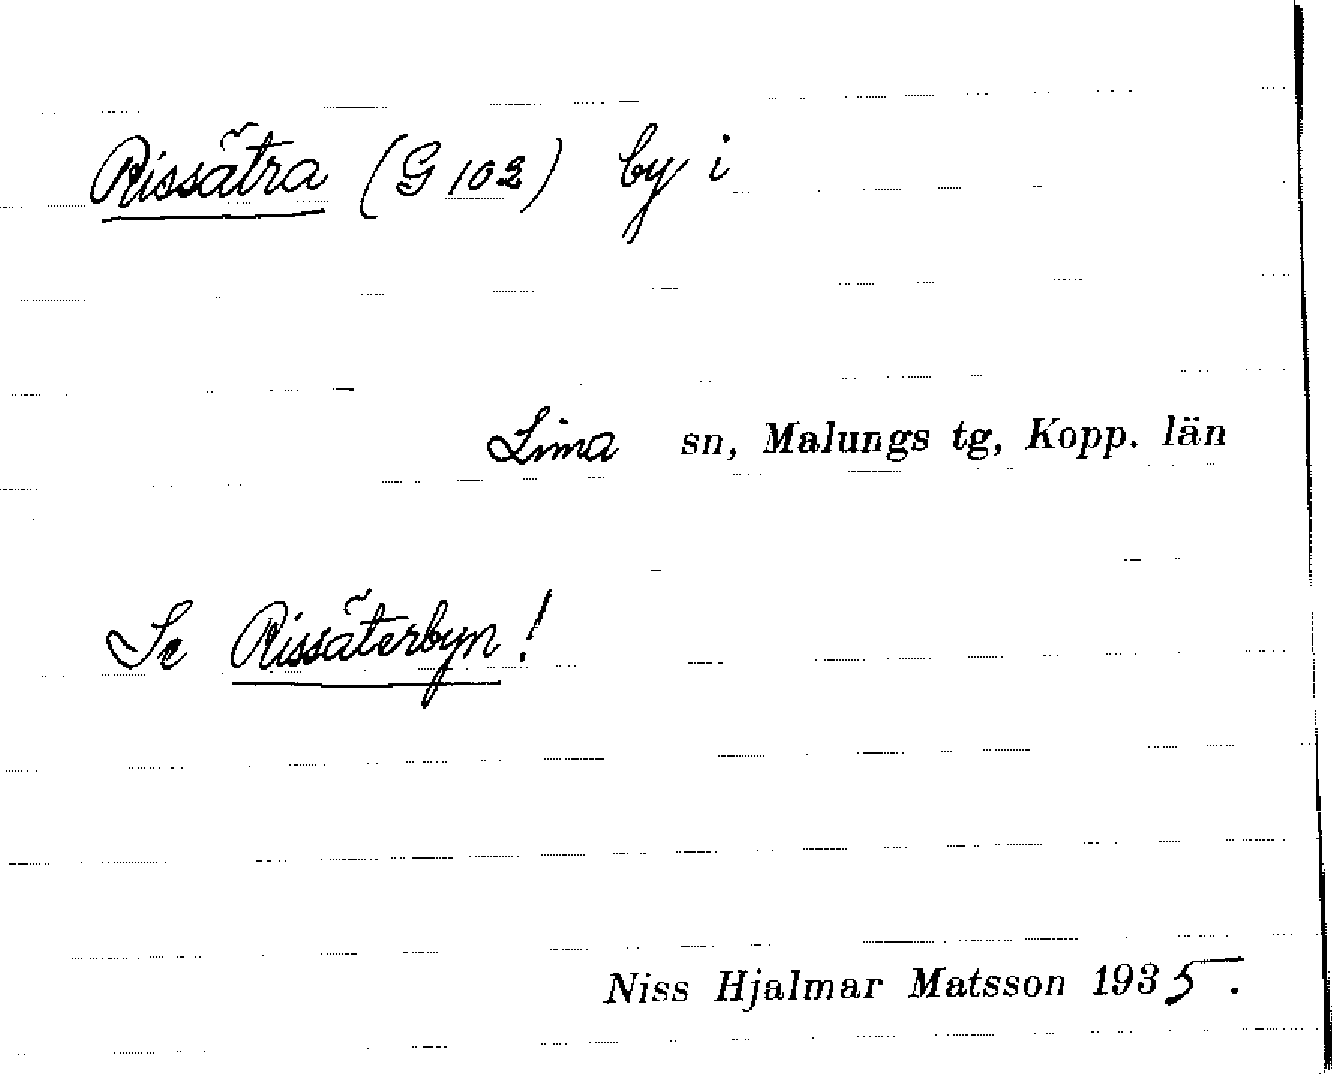 Rissätra (G 102) by i
Lima sn, Malungs tg, Kopp. län
Se Rissäterbyn!
Niss Hjalmar Matsson 1935.